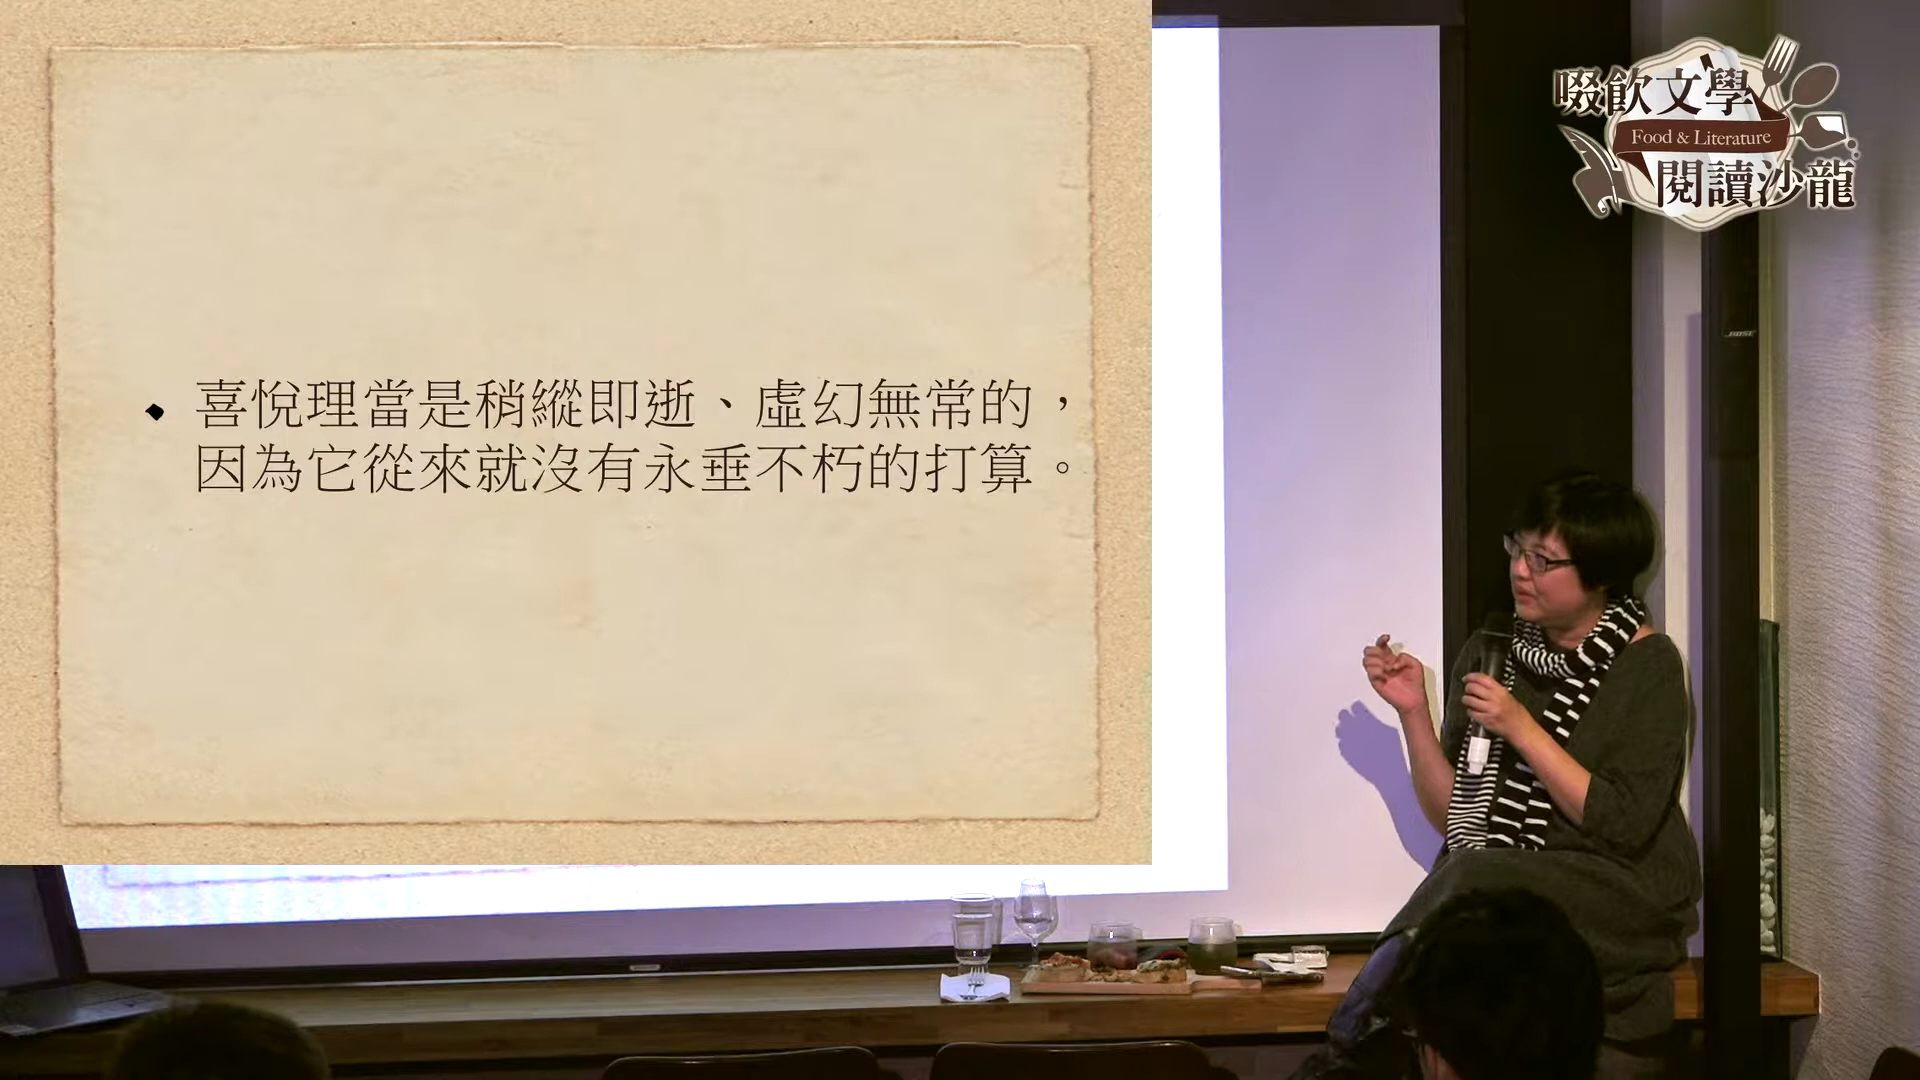 喜悅理當是稍縱即逝、虛幻無常的，
因為它從來就沒有永垂不朽的打算。
啜飲文學
Food & Literature
閱讀沙龍
BOSE